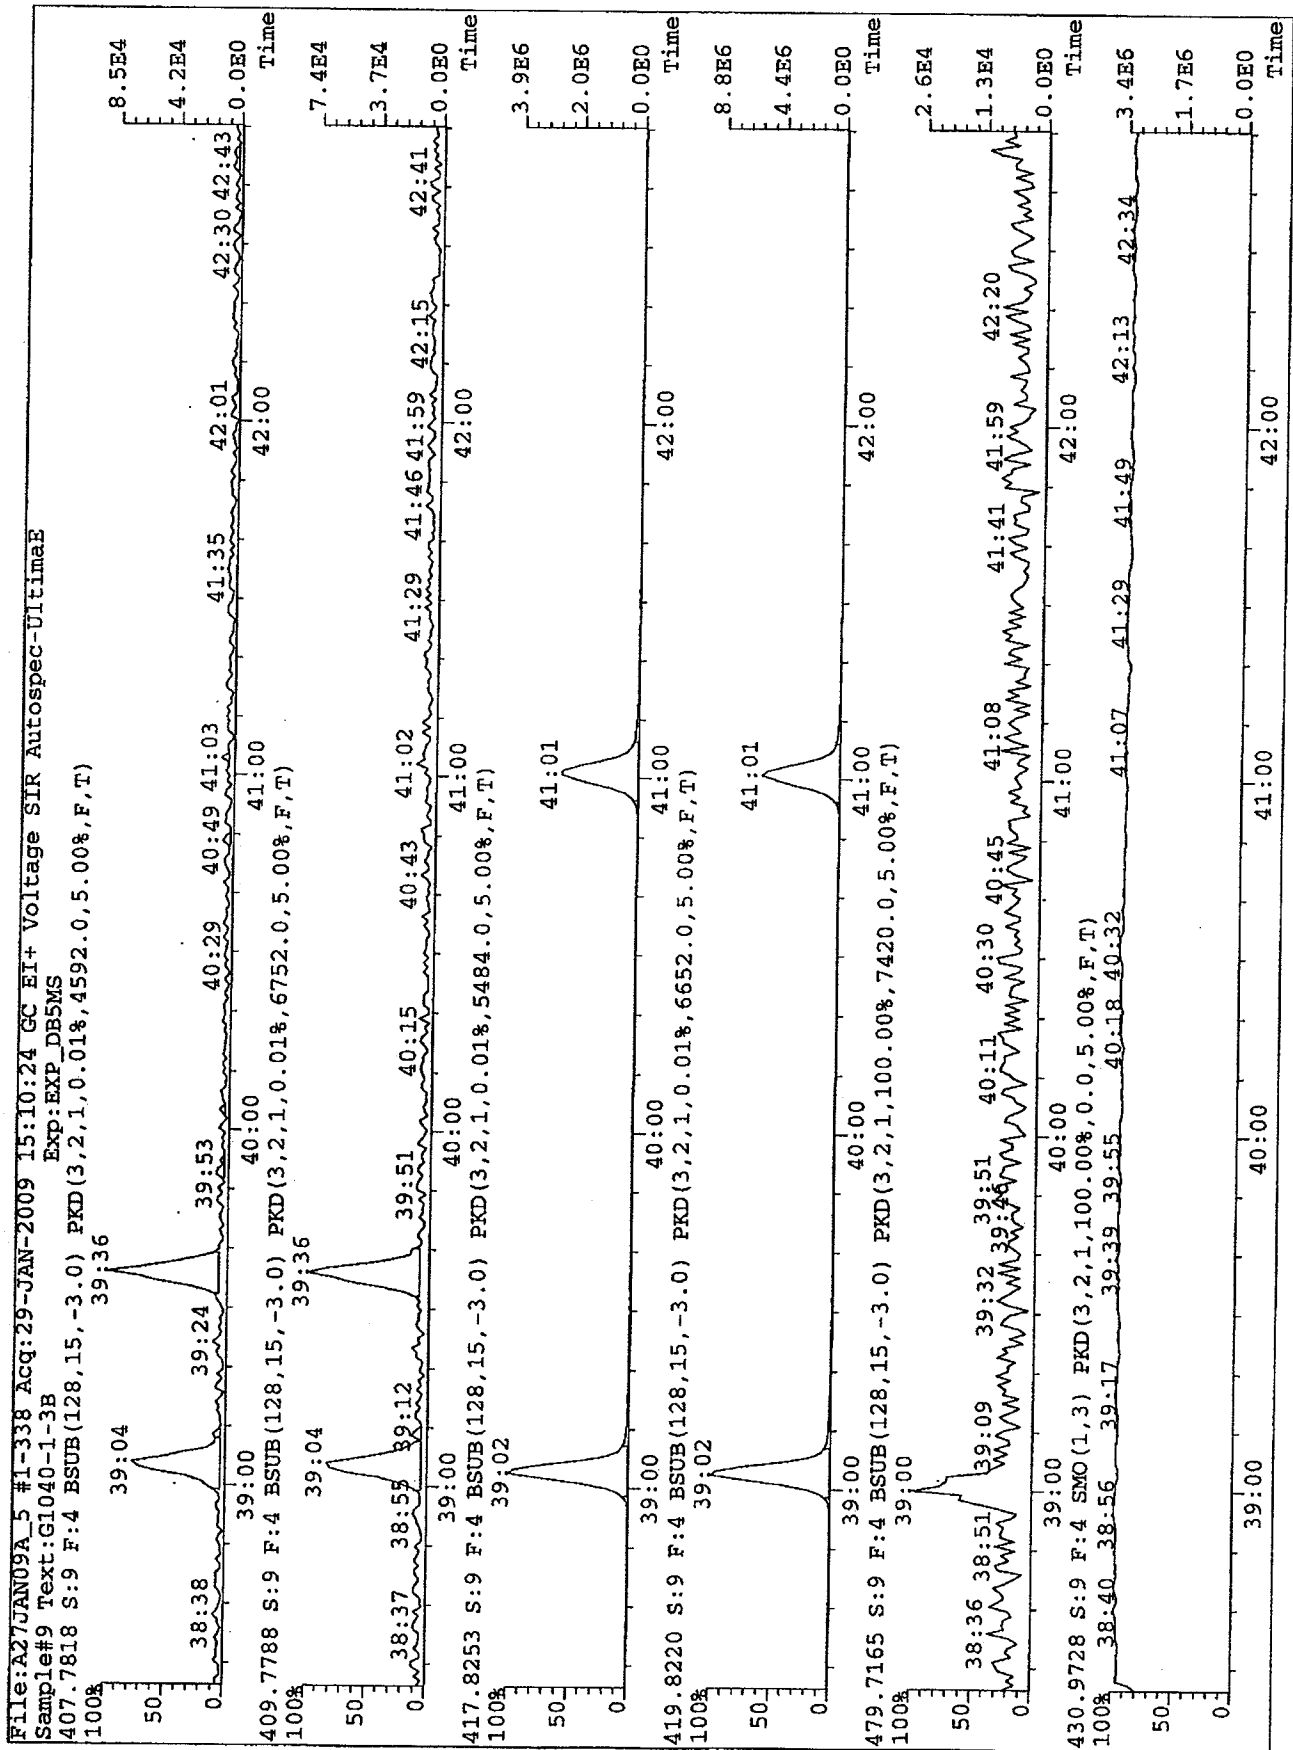 File:A27JAN09A_5 #1-338 Acq:29-JAN-2009 15:10:24 GC EI+ Voltage SIR Autospec-UltimaE
Sample#9 Text:G1040-1-3B Exp:EXP_DB5MS
407.7818 S:9 F:4 BSUB(128,15,-3.0) PKD(3,2,1,0.01%,4592.0,5.00%,F,T)
100% 39:36 8.5E4
39:04
50 4.2E4
38:38 39:24 39:53 40:29 40:49 41:03 41:35 42:01 42:30 42:43
0 0.0E0
39:00 40:00 41:00 42:00 Time
409.7788 S:9 F:4 BSUB(128,15,-3.0) PKD(3,2,1,0.01%,6752.0,5.00%,F,T)
100% 39:36 7.4E4
39:04
50 3.7E4
38:37 38:55 39:12 39:51 40:15 40:43 41:02 41:29 41:46 41:59 42:15 42:41
0 0.0E0
39:00 40:00 41:00 42:00 Time
417.8253 S:9 F:4 BSUB(128,15,-3.0) PKD(3,2,1,0.01%,5484.0,5.00%,F,T)
100% 39:02 3.9E6
41:01
50 2.0E6
0 0.0E0
39:00 40:00 41:00 42:00 Time
419.8220 S:9 F:4 BSUB(128,15,-3.0) PKD(3,2,1,0.01%,6652.0,5.00%,F,T)
100% 39:02 8.8E6
41:01
50 4.4E6
0 0.0E0
39:00 40:00 41:00 42:00 Time
479.7165 S:9 F:4 BSUB(128,15,-3.0) PKD(3,2,1,100.00%,7420.0,5.00%,F,T)
100% 39:00 2.6E4
50 38:36 38:51 39:09 39:32 39:46 39:51 40:11 40:30 40:45 41:08 41:41 41:59 42:20 1.3E4
0 0.0E0
39:00 40:00 41:00 42:00 Time
430.9728 S:9 F:4 SMO(1,3) PKD(3,2,1,100.00%,0.0,5.00%,F,T)
100% 38:40 38:56 39:17 39:39 39:55 40:18 40:32 41:07 41:29 41:49 42:13 42:34 3.4E6
50 1.7E6
0 0.0E0
39:00 40:00 41:00 42:00 Time